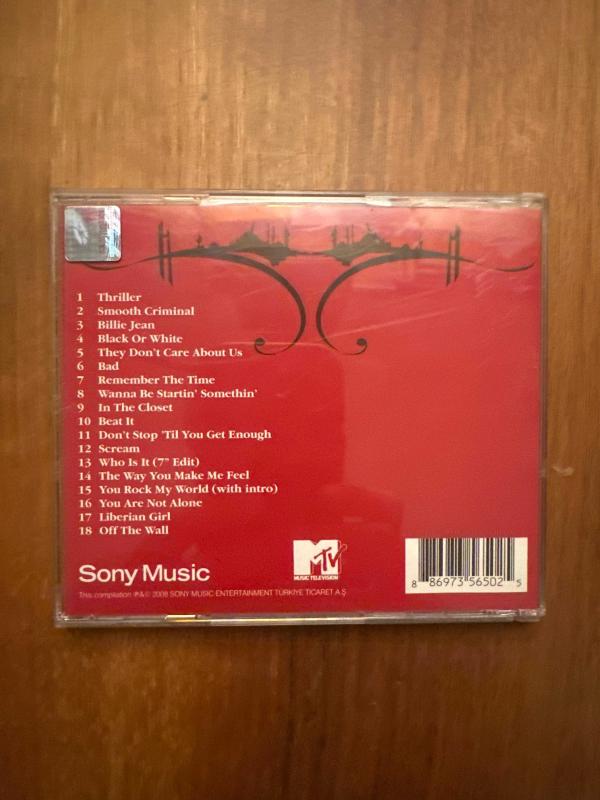 1 Thriller
2 Smooth Criminal
3 Billie Jean
4 Black Or White
5 They Don't Care About Us
6 Bad
7 Remember The Time
8 Wanna Be Startin' Somethin'
9 In The Closet
10 Beat It
11 Don't Stop 'Til You Get Enough
12 Scream
13 Who Is It (7" Edit)
14 The Way You Make Me Feel
15 You Rock My World (with intro)
16 You Are Not Alone
17 Liberian Girl
18 Off The Wall
Sony Music
MTV
MUSIC TELEVISION
8 86973 56502 5
This compilation ℗&© 2008 SONY MUSIC ENTERTAINMENT TÜRKİYE TİCARET A.Ş.